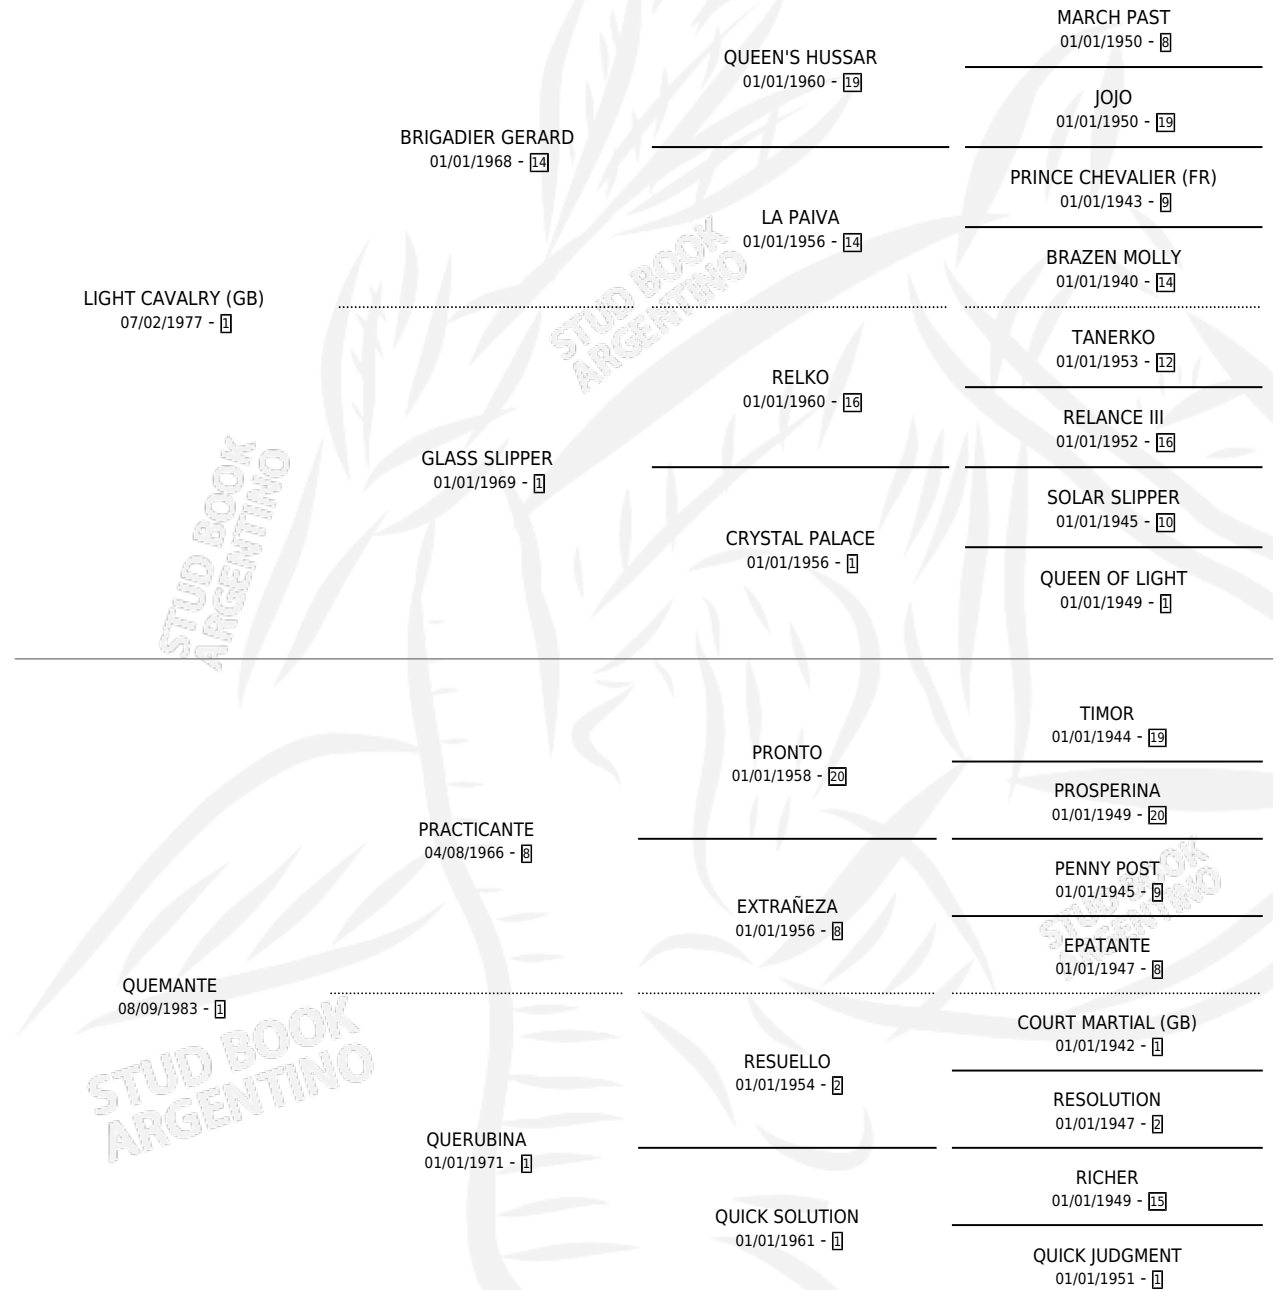 MARCH PAST
01/01/1950 - 8
QUEEN'S HUSSAR
01/01/1960 - 19
JOJO
01/01/1950 - 19
BRIGADIER GERARD
01/01/1968 - 14
PRINCE CHEVALIER (FR)
01/01/1943 - 9
LA PAIVA
01/01/1956 - 14
BRAZEN MOLLY
01/01/1940 - 14
LIGHT CAVALRY (GB)
07/02/1977 - 1
STUD BOOK
ARGENTINO
TANERKO
01/01/1953 - 12
RELKO
01/01/1960 - 16
RELANCE III
01/01/1952 - 16
GLASS SLIPPER
01/01/1969 - 1
SOLAR SLIPPER
01/01/1945 - 10
CRYSTAL PALACE
01/01/1956 - 1
QUEEN OF LIGHT
01/01/1949 - 1
STUD BOOK
ARGENTINO
TIMOR
01/01/1944 - 19
PRONTO
01/01/1958 - 20
PROSPERINA
01/01/1949 - 20
PRACTICANTE
04/08/1966 - 8
PENNY POST
01/01/1945 - 9
EXTRAÑEZA
01/01/1956 - 8
EPATANTE
01/01/1947 - 8
STUD BOOK
ARGENTINO
QUEMANTE
08/09/1983 - 1
COURT MARTIAL (GB)
01/01/1942 - 1
RESUELLO
01/01/1954 - 2
RESOLUTION
01/01/1947 - 2
STUD BOOK
ARGENTINO
QUERUBINA
01/01/1971 - 1
RICHER
01/01/1949 - 15
QUICK SOLUTION
01/01/1961 - 1
QUICK JUDGMENT
01/01/1951 - 1